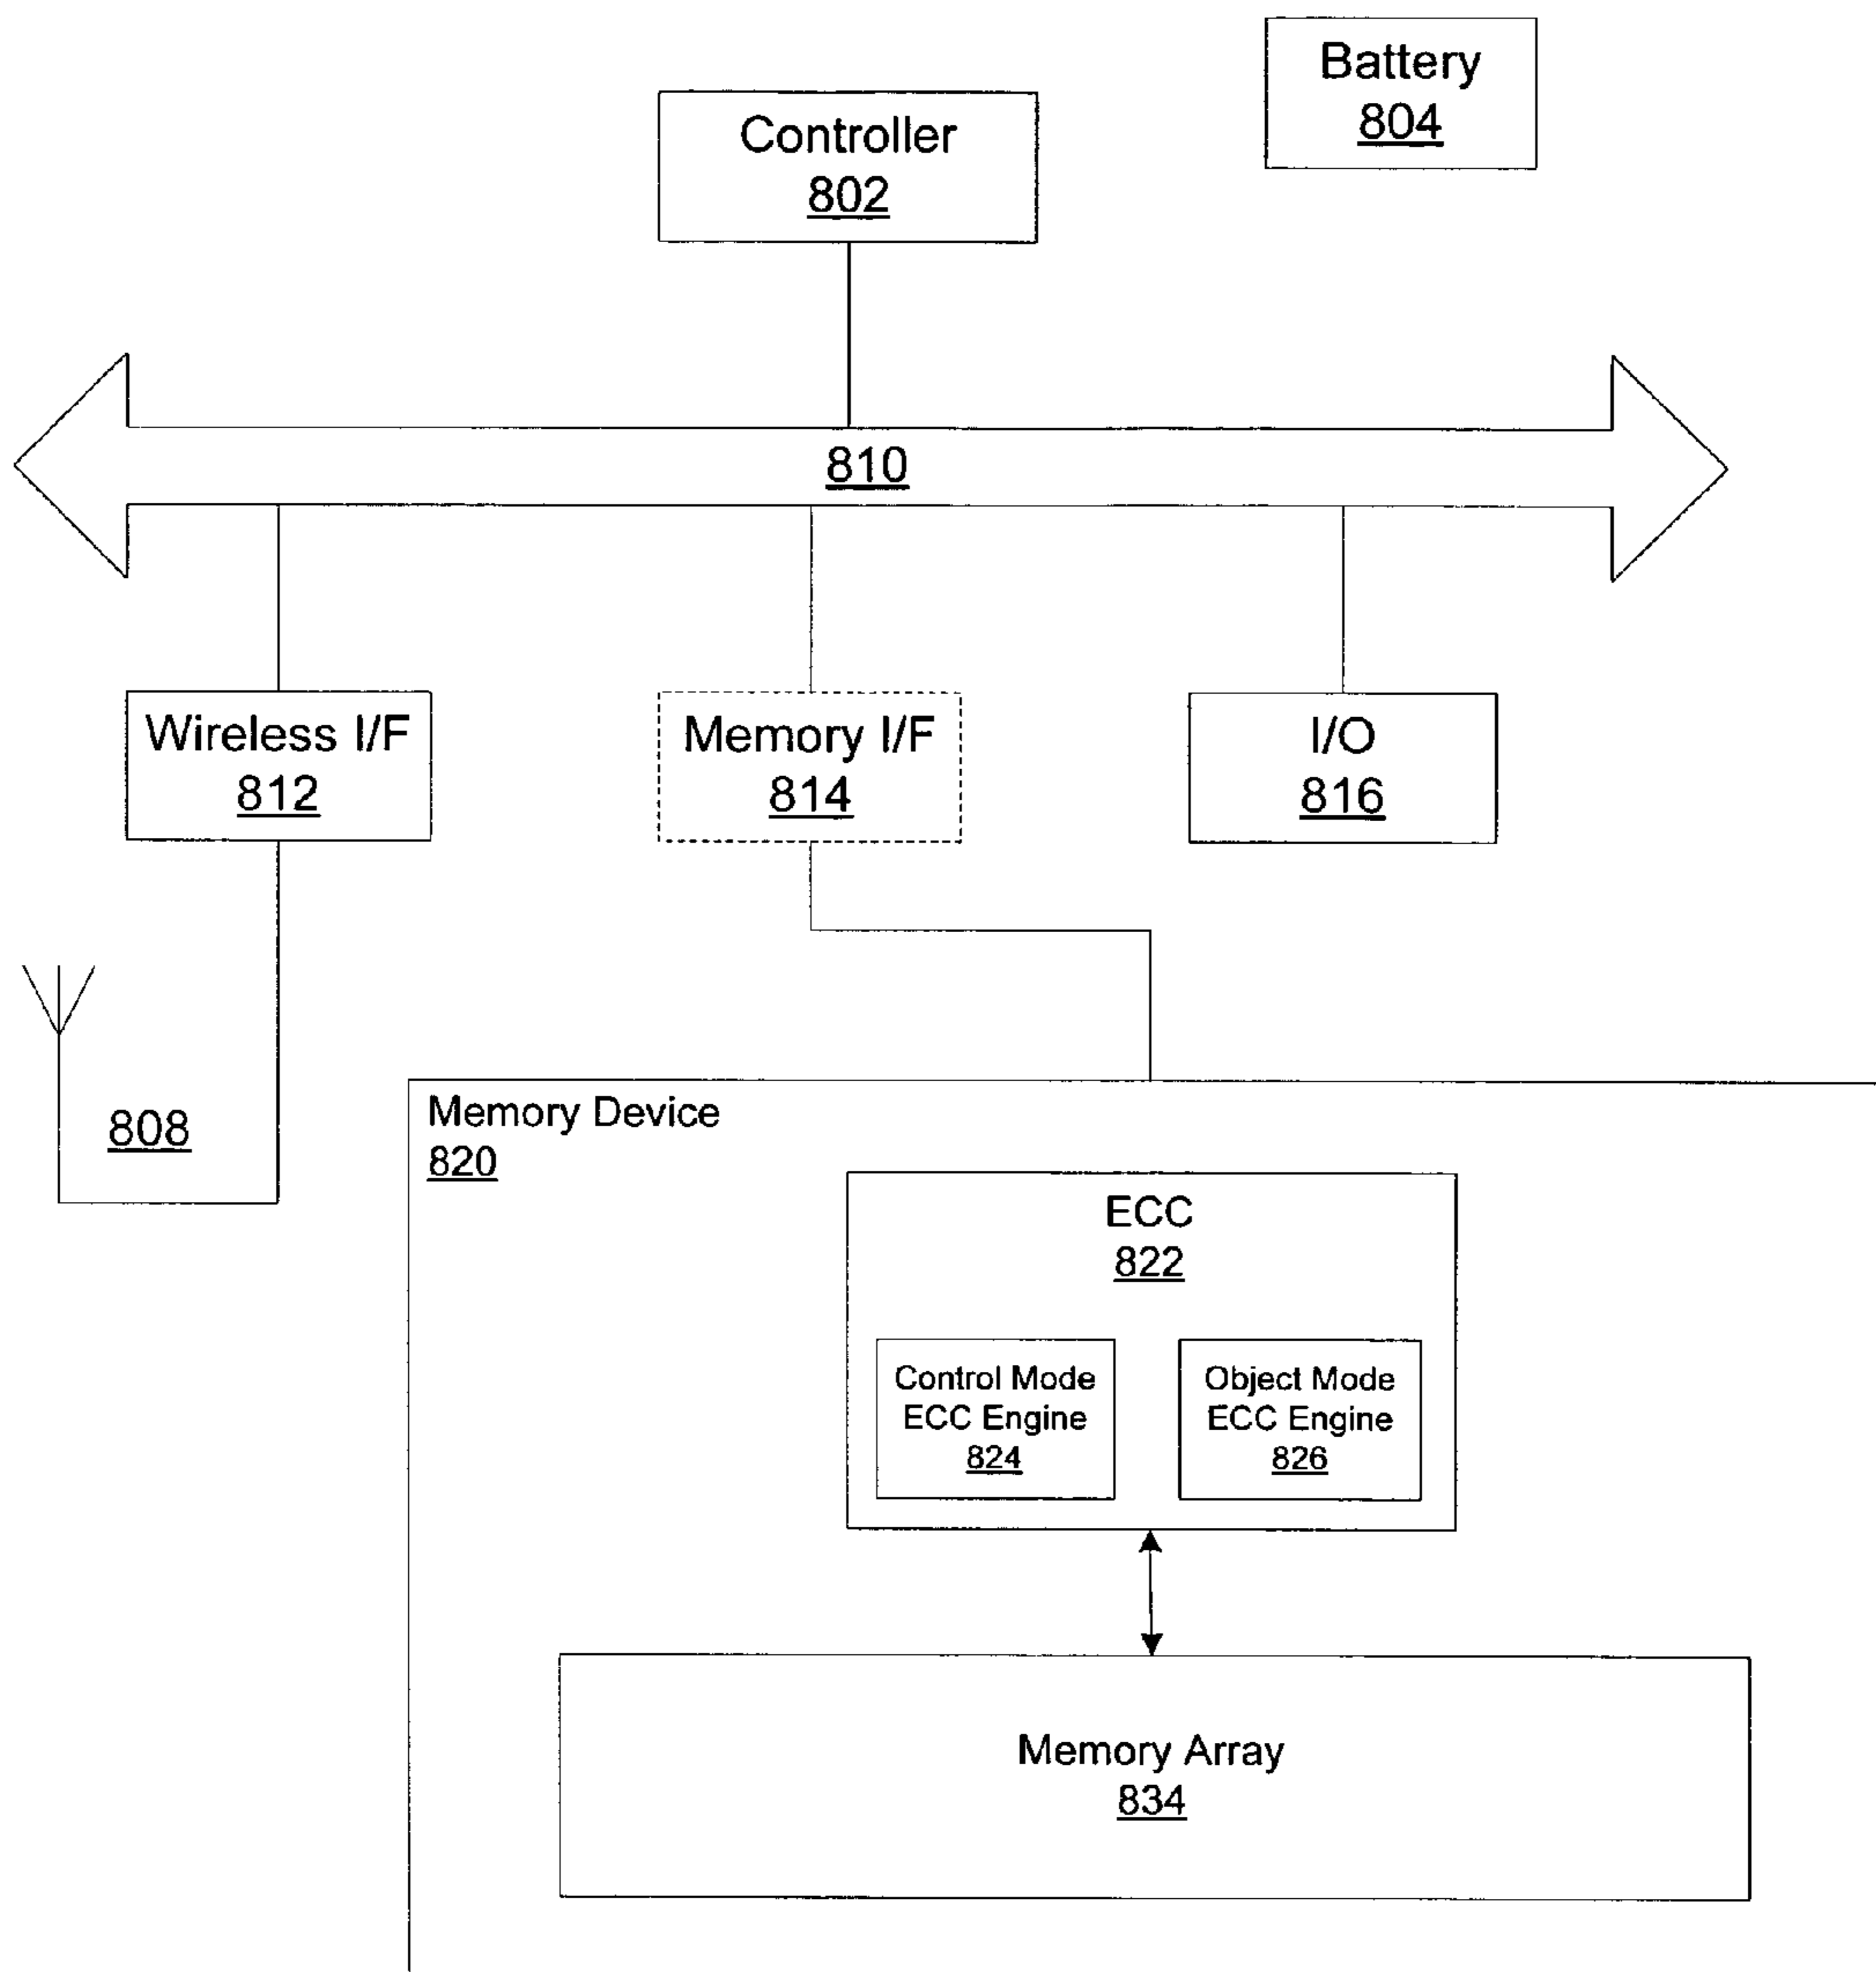 Battery
804
Controller
802
810
Wireless I/F
812
Memory I/F
814
I/O
816
808
Memory Device
820
ECC
822
Control Mode
ECC Engine
824
Object Mode
ECC Engine
826
Memory Array
834